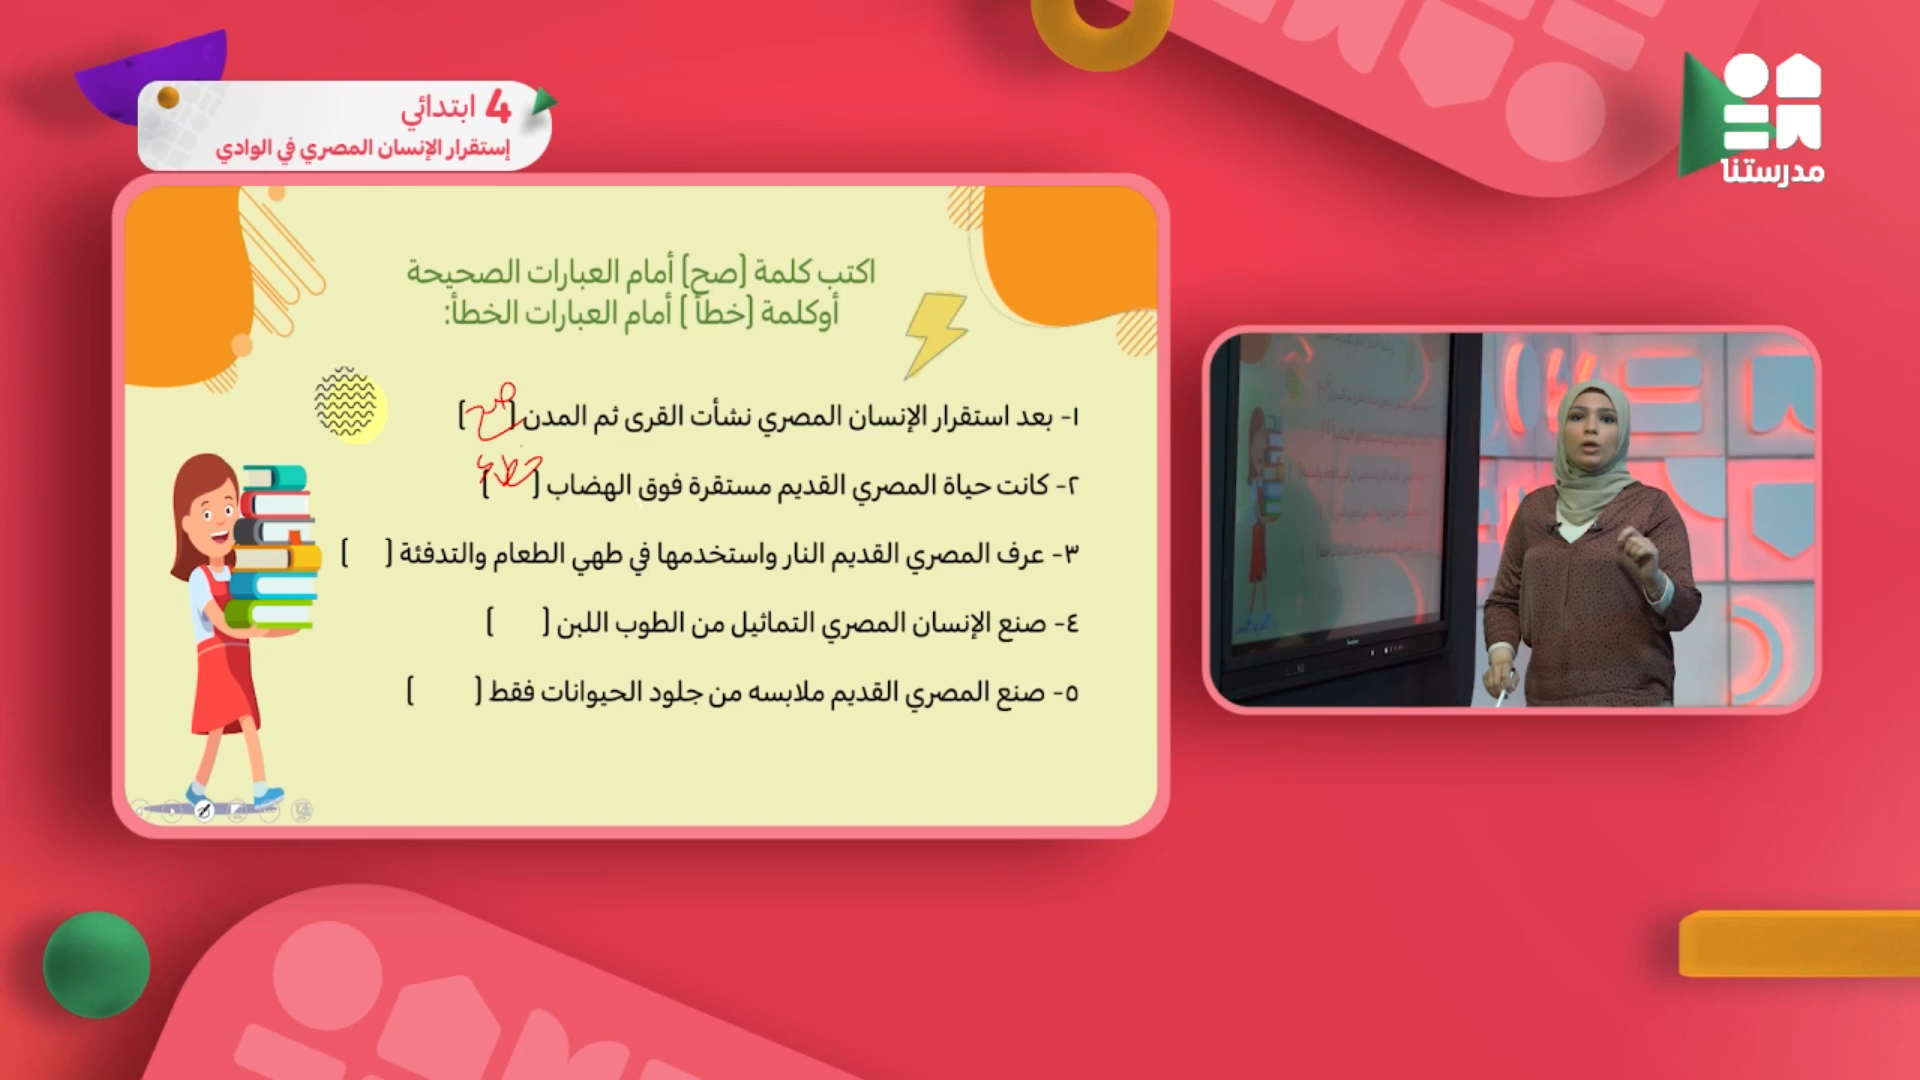 4 ابتدائي
إستقرار الإنسان المصري في الوادي
مدرستنا
اكتب كلمة (صح) أمام العبارات الصحيحة
أوكلمة (خطأ ) أمام العبارات الخطأ:
١- بعد استقرار الإنسان المصري نشأت القرى ثم المدن (صح)
٢- كانت حياة المصري القديم مستقرة فوق الهضاب (خطأ)
٣- عرف المصري القديم النار واستخدمها في طهي الطعام والتدفئة ( )
٤- صنع الإنسان المصري التماثيل من الطوب اللبن ( )
٥- صنع المصري القديم ملابسه من جلود الحيوانات فقط ( )